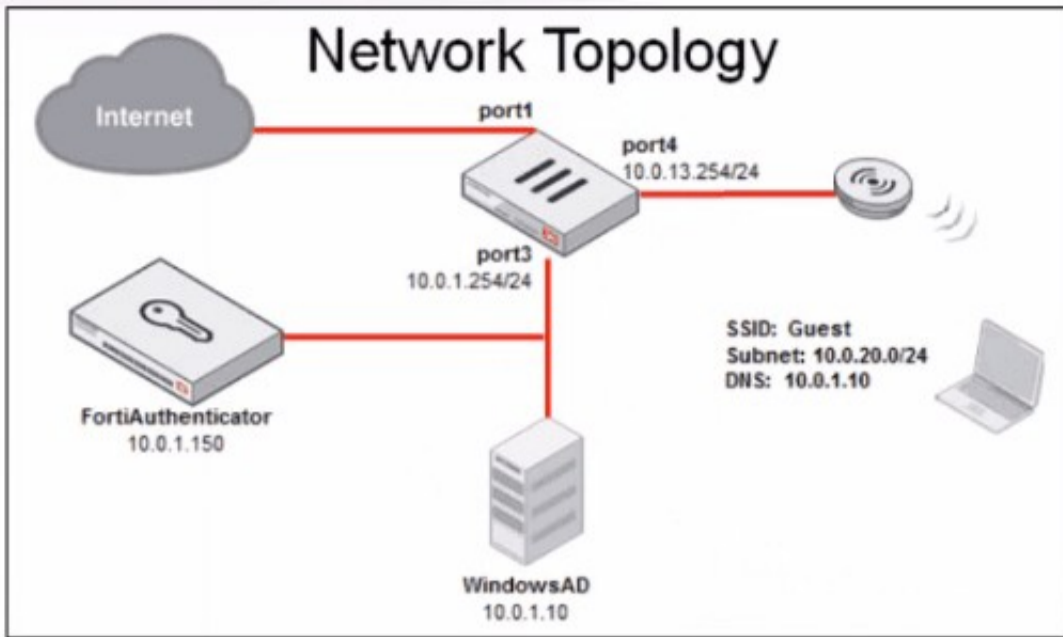 Network Topology
Internet
port1
port4
10.0.13.254/24
port3
10.0.1.254/24
SSID: Guest
Subnet: 10.0.20.0/24
DNS: 10.0.1.10
FortiAuthenticator
10.0.1.150
WindowsAD
10.0.1.10